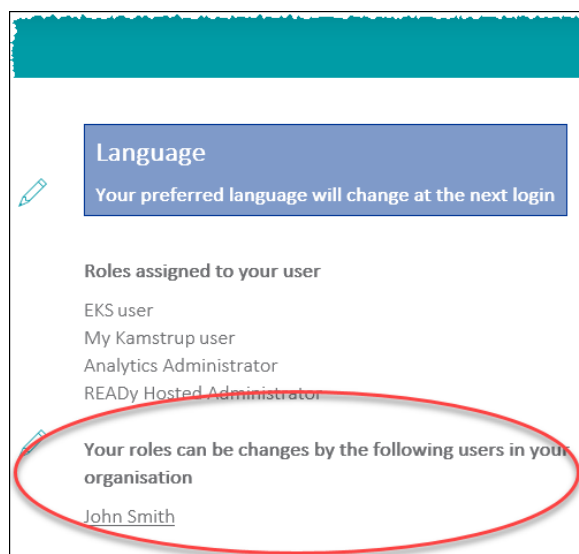 Language
Your preferred language will change at the next login
Roles assigned to your user
EKS user
My Kamstrup user
Analytics Administrator
READy Hosted Administrator
Your roles can be changes by the following users in your
organisation
John Smith